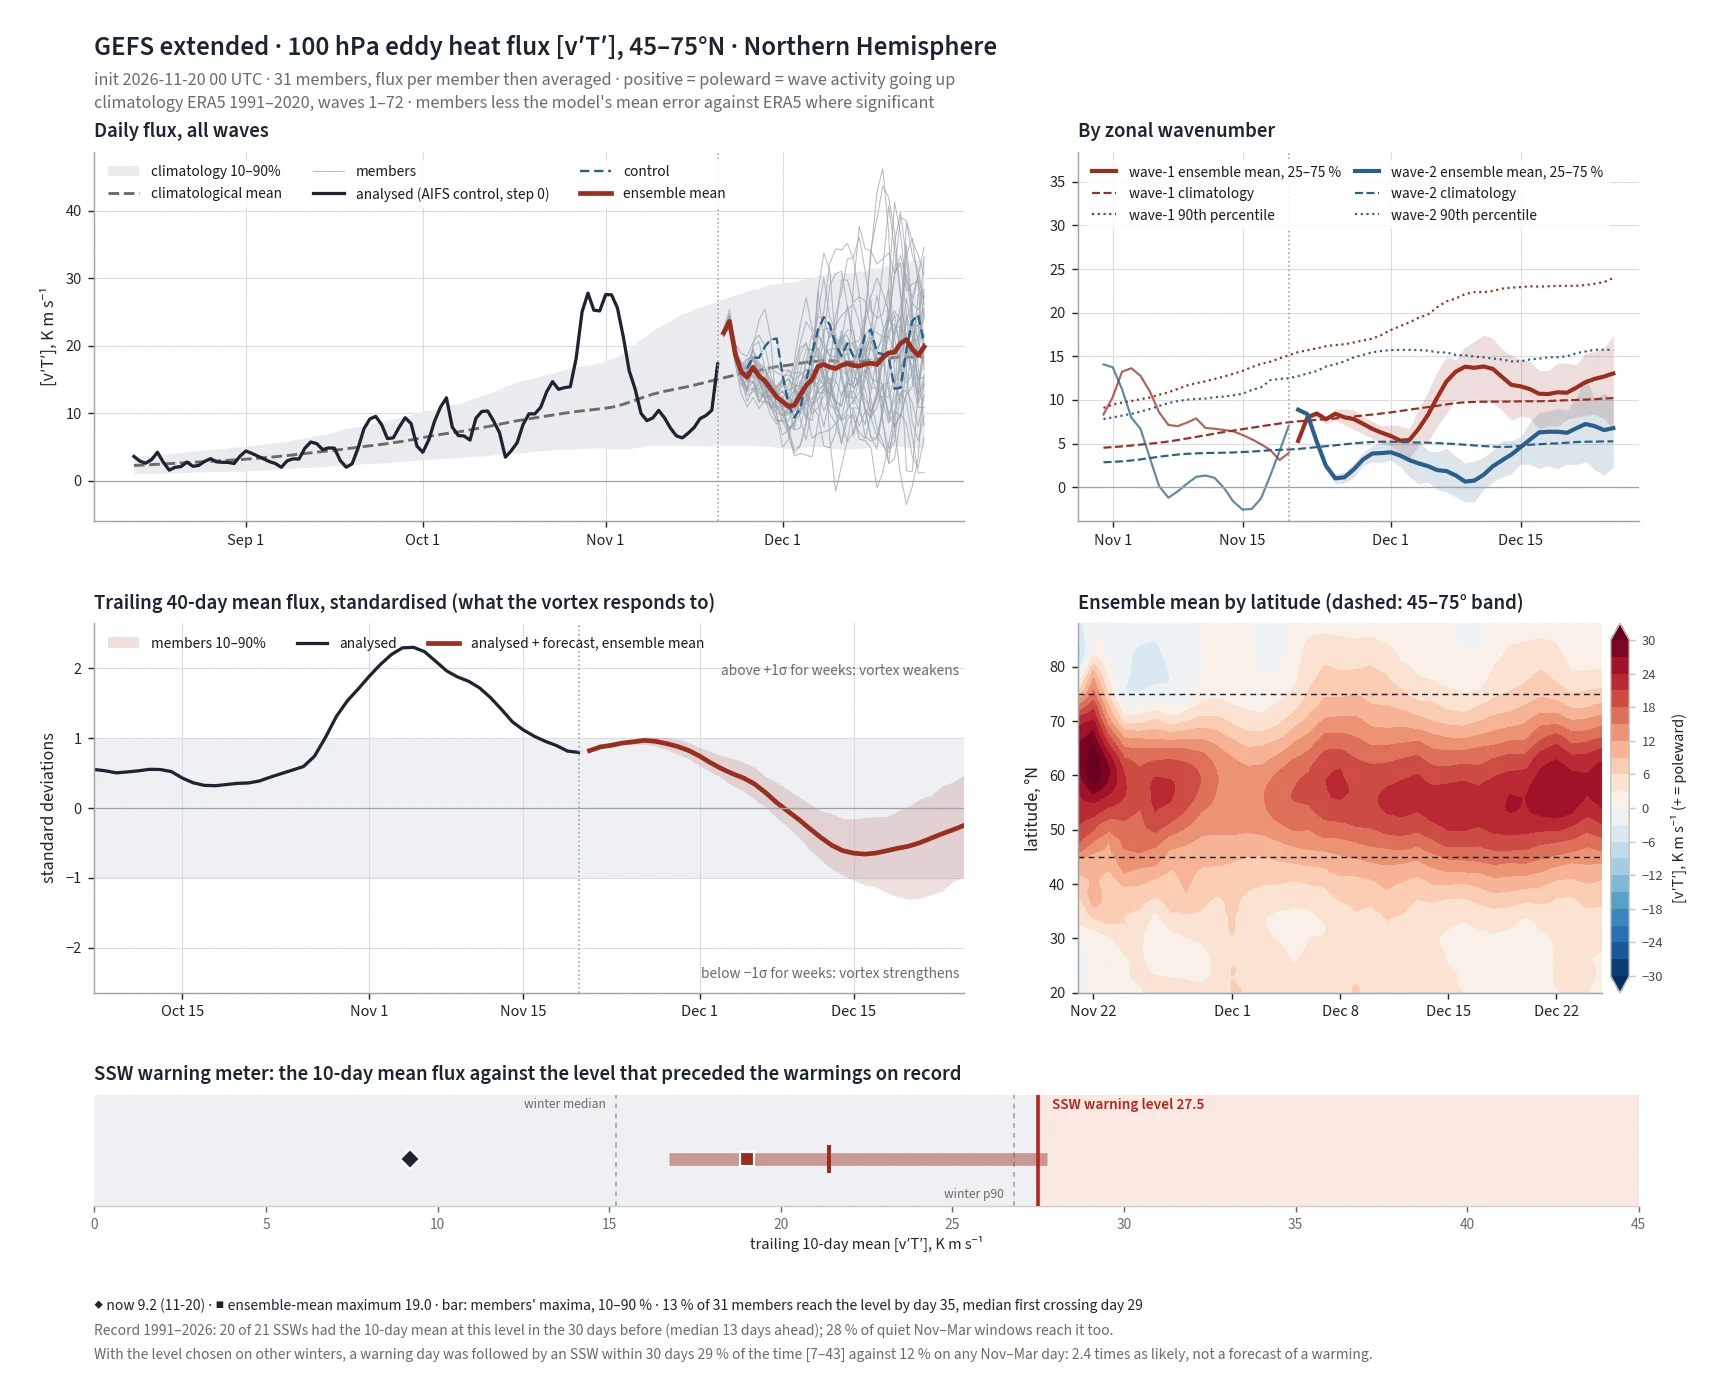 GEFS extended · 100 hPa eddy heat flux [v′T′], 45–75°N · Northern Hemisphere
init 2026-11-20 00 UTC · 31 members, flux per member then averaged · positive = poleward = wave activity going up
climatology ERA5 1991–2020, waves 1–72 · members less the model's mean error against ERA5 where significant
Daily flux, all waves
climatology 10–90%
climatological mean
members
analysed (AIFS control, step 0)
control
ensemble mean
[v′T′], K m s⁻¹
40
30
20
10
0
Sep 1
Oct 1
Nov 1
Dec 1
By zonal wavenumber
wave-1 ensemble mean, 25–75 %
wave-1 climatology
wave-1 90th percentile
wave-2 ensemble mean, 25–75 %
wave-2 climatology
wave-2 90th percentile
35
30
25
20
15
10
5
0
Nov 1
Nov 15
Dec 1
Dec 15
Trailing 40-day mean flux, standardised (what the vortex responds to)
members 10–90%
analysed
analysed + forecast, ensemble mean
above +1σ for weeks: vortex weakens
below −1σ for weeks: vortex strengthens
standard deviations
2
1
0
−1
−2
Oct 15
Nov 1
Nov 15
Dec 1
Dec 15
Ensemble mean by latitude (dashed: 45–75° band)
latitude, °N
80
70
60
50
40
30
20
Nov 22
Dec 1
Dec 8
Dec 15
Dec 22
30
24
18
12
6
0
−6
−12
−18
−24
−30
[v′T′], K m s⁻¹ (+ = poleward)
SSW warning meter: the 10-day mean flux against the level that preceded the warmings on record
winter median
winter p90
SSW warning level 27.5
0
5
10
15
20
25
30
35
40
45
trailing 10-day mean [v′T′], K m s⁻¹
◆ now 9.2 (11-20) · ■ ensemble-mean maximum 19.0 · bar: members' maxima, 10–90 % · 13 % of 31 members reach the level by day 35, median first crossing day 29
Record 1991–2026: 20 of 21 SSWs had the 10-day mean at this level in the 30 days before (median 13 days ahead); 28 % of quiet Nov–Mar windows reach it too.
With the level chosen on other winters, a warning day was followed by an SSW within 30 days 29 % of the time [7–43] against 12 % on any Nov–Mar day: 2.4 times as likely, not a forecast of a warming.